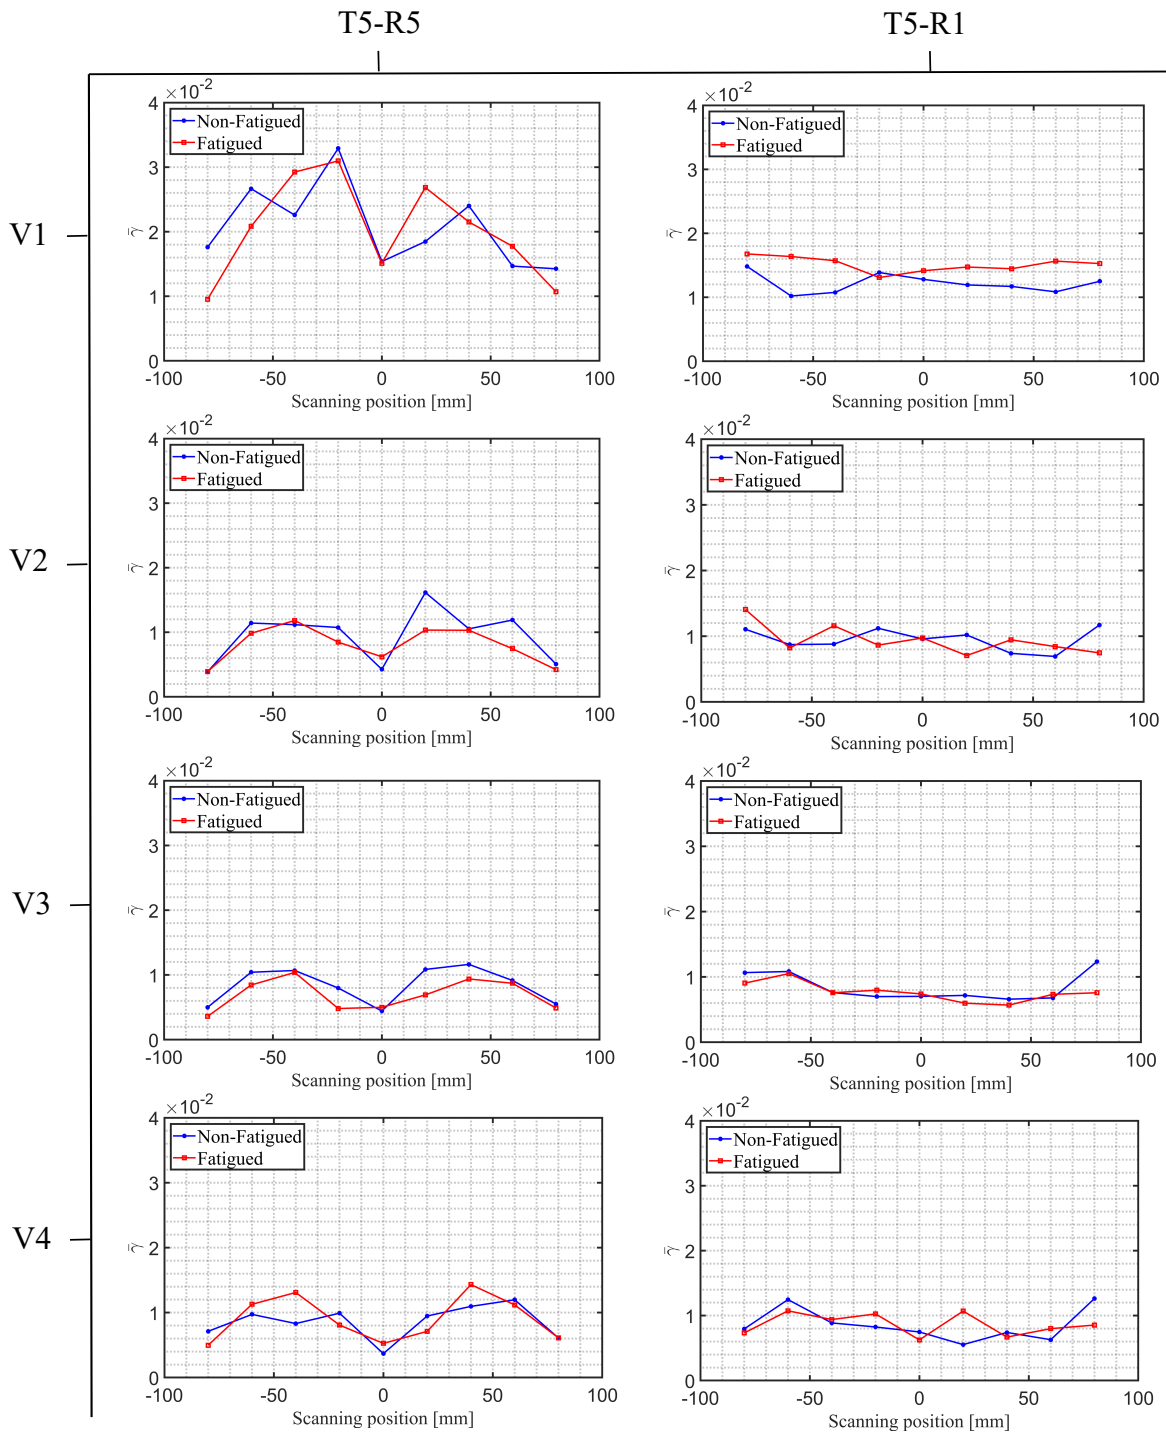 T5-R5
T5-R1
V1
×10⁻²
4
3
2
1
0
γ̄
Non-Fatigued
Fatigued
-100 -50 0 50 100
Scanning position [mm]
×10⁻²
4
3
2
1
0
γ̄
Non-Fatigued
Fatigued
-100 -50 0 50 100
Scanning position [mm]
V2
×10⁻²
4
3
2
1
0
γ̄
Non-Fatigued
Fatigued
-100 -50 0 50 100
Scanning position [mm]
×10⁻²
4
3
2
1
0
γ̄
Non-Fatigued
Fatigued
-100 -50 0 50 100
Scanning position [mm]
V3
×10⁻²
4
3
2
1
0
γ̄
Non-Fatigued
Fatigued
-100 -50 0 50 100
Scanning position [mm]
×10⁻²
4
3
2
1
0
γ̄
Non-Fatigued
Fatigued
-100 -50 0 50 100
Scanning position [mm]
V4
×10⁻²
4
3
2
1
0
γ̄
Non-Fatigued
Fatigued
-100 -50 0 50 100
Scanning position [mm]
×10⁻²
4
3
2
1
0
γ̄
Non-Fatigued
Fatigued
-100 -50 0 50 100
Scanning position [mm]